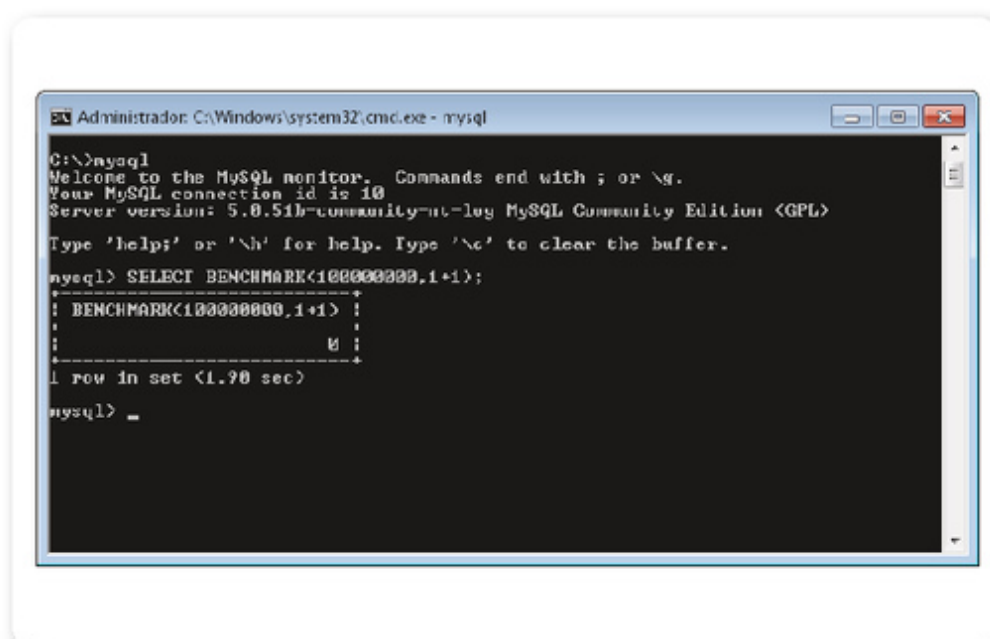 Administrador: C:\Windows\system32\cmd.exe - mysql
C:\>mysql
Welcome to the MySQL monitor.  Commands end with ; or \g.
Your MySQL connection id is 10
Server version: 5.0.51b-community-nt-log MySQL Community Edition (GPL)
Type 'help;' or '\h' for help. Type '\c' to clear the buffer.
mysql> SELECT BENCHMARK(100000000,1+1);
+--------------------------+
| BENCHMARK(100000000,1+1) |
+--------------------------+
|                        0 |
+--------------------------+
1 row in set (1.90 sec)
mysql> _